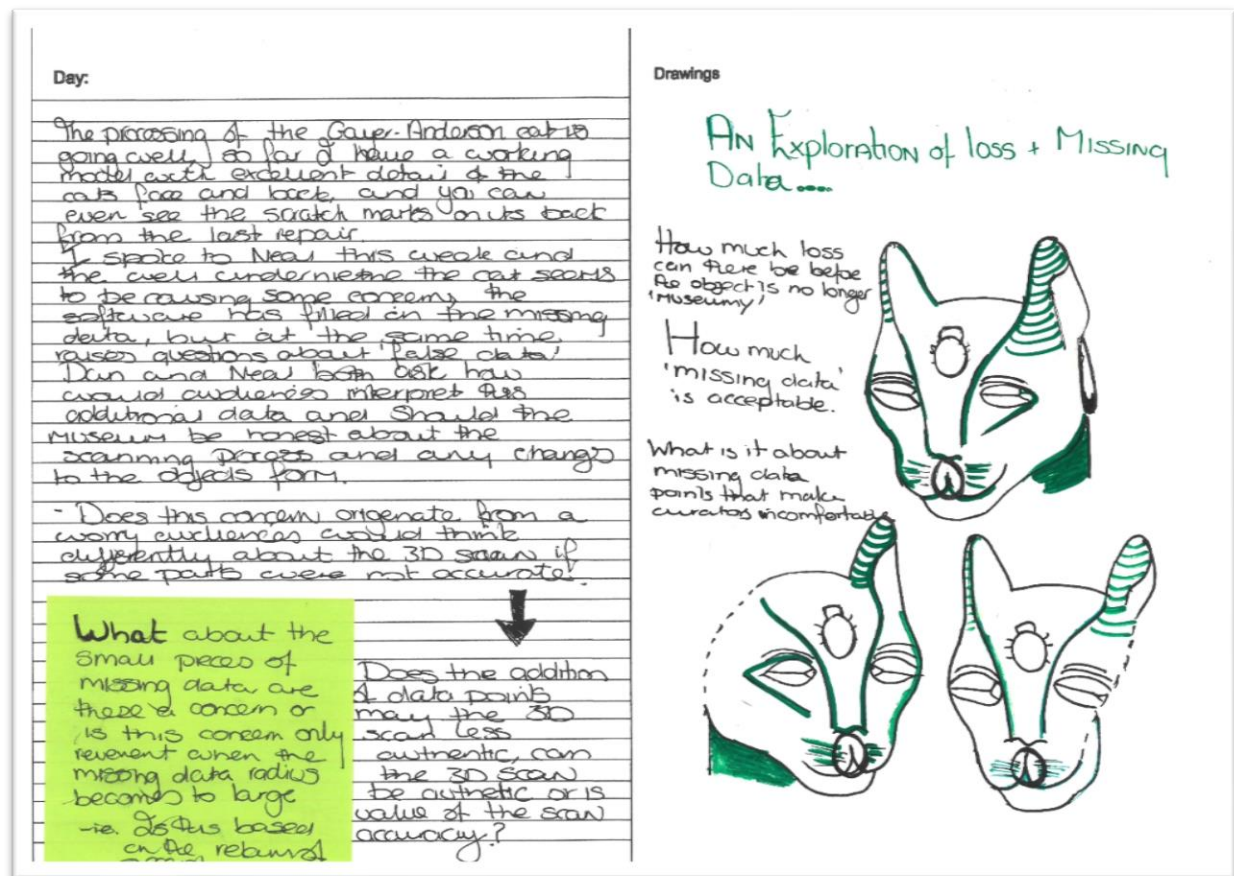 Day:
The processing of the Gayer-Anderson cat is
going well, so far I have a working
model with excellent detail of the
cats face and back, and you can
even see the scratch marks on its back
from the last repair.
I spoke to Neal this week and
the well underniethe the cat seems
to be causing some concern, the
software has filled in the missing
data, but at the same time
raises questions about 'false data'
Dan and Neal both ask how
would audiences interpret this
additional data and should the
museum be honest about the
scanning process and any changes
to the objects form.
- Does this concern origenate from a
worry audiences would think
differently about the 3D scan if
some parts were not accurate?
What about the
small pieces of
missing data are
these a concern or
is this concern only
revenent when the
missing data radius
becomes to large
-ie. Is this based
on the
Does the addition
of data points
may the 3D
scan less
authentic, can
the 3D scan
be authetic or is
value of the scan
accuracy?
Drawings
An Exploration of loss + Missing
Data....
How much loss
can there be before
the object is no longer
'Museumy'
How much
'missing data'
is acceptable.
What is it about
missing data
points that make
curators incomfortable